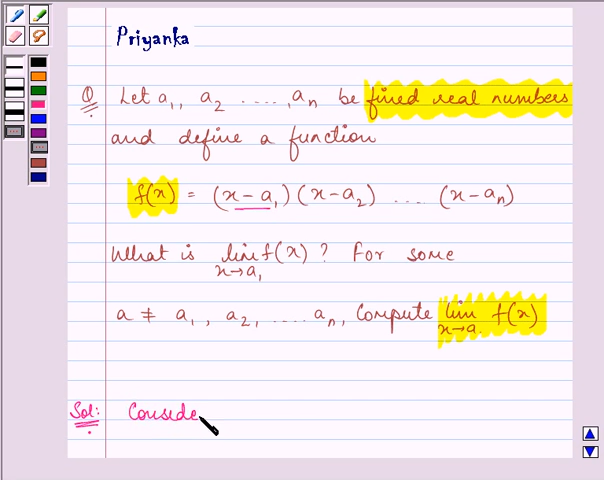 Priyanka
Q Let a₁, a₂ ....., aₙ be fixed real numbers
and define a function
f(x) = (x-a₁)(x-a₂) .... (x-aₙ)
What is lim x→a₁ f(x)? For some
a ≠ a₁, a₂, .....aₙ, Compute lim x→a f(x)
Sol: Conside